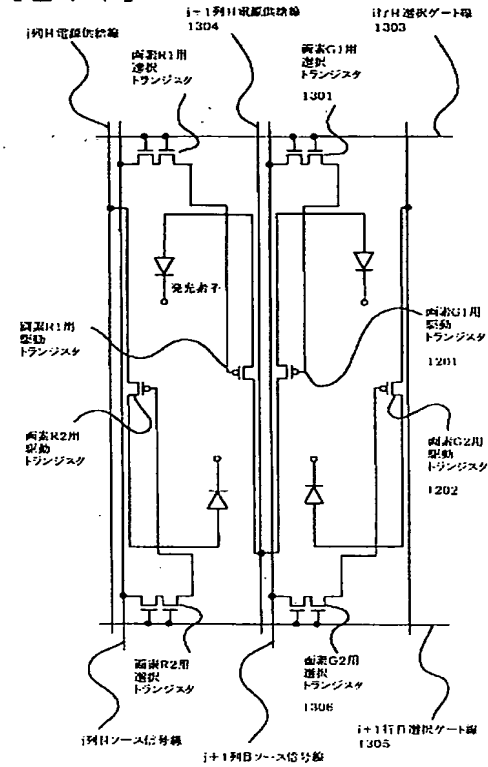 j列目電源供給線
j+1列目電源供給線
1304
i行目選択ゲート線
1303
画素R1用
選択
トランジスタ
画素G1用
選択
トランジスタ
1301
発光素子
画素R1用
駆動
トランジスタ
画素G1用
駆動
トランジスタ
1201
画素R2用
駆動
トランジスタ
画素G2用
駆動
トランジスタ
1202
画素R2用
選択
トランジスタ
画素G2用
選択
トランジスタ
1306
j列目ソース信号線
j+1列目ソース信号線
i+1行目選択ゲート線
1305